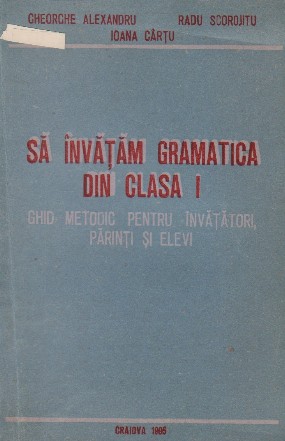 GHEORGHE ALEXANDRU RADU SCOROJITU
IOANA CÂRȚU
SĂ ÎNVĂȚĂM GRAMATICA
DIN CLASA I
GHID METODIC PENTRU ÎNVĂȚĂTORI,
PĂRINȚI ȘI ELEVI
CRAIOVA